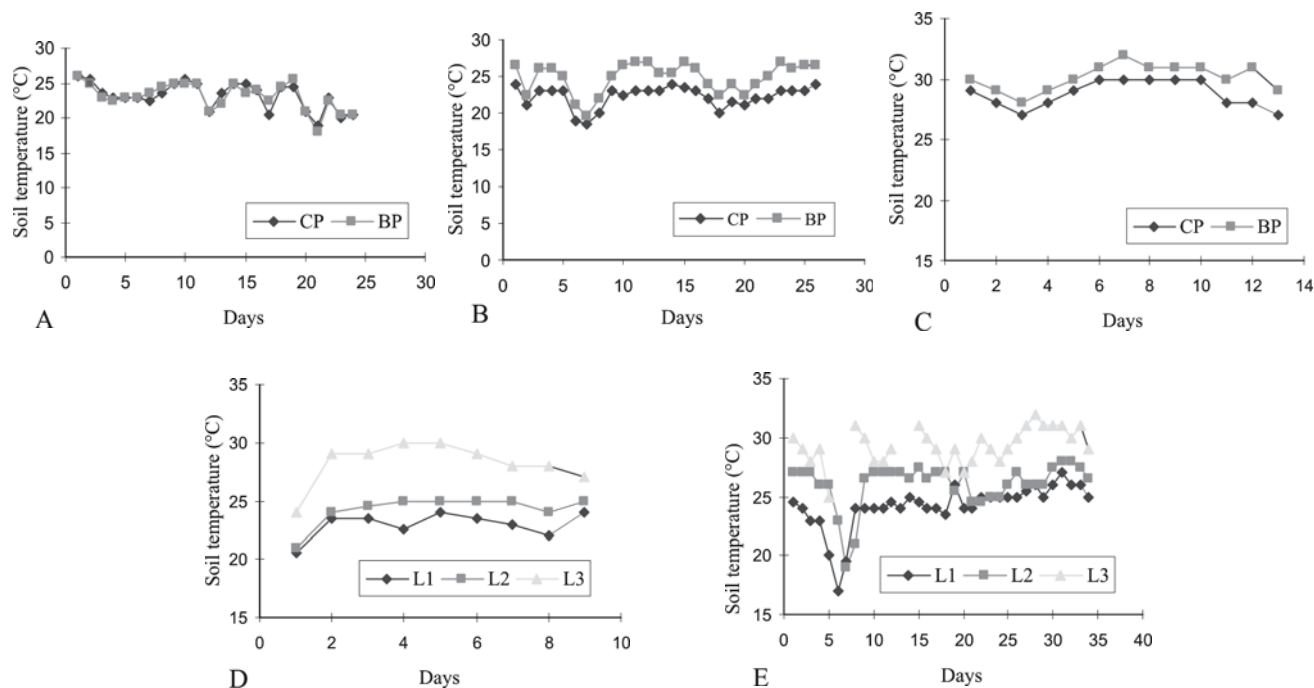 Soil temperature (°C)
30
25
20
15
10
5
0
CP BP
0 5 10 15 20 25 30
Days
A
Soil temperature (°C)
30
25
20
15
10
5
0
CP BP
0 5 10 15 20 25 30
Days
B
Soil temperature (°C)
35
30
25
20
15
CP BP
0 2 4 6 8 10 12 14
Days
C
Soil temperature (°C)
35
30
25
20
15
L1 L2 L3
0 2 4 6 8 10
Days
D
Soil temperature (°C)
35
30
25
20
15
L1 L2 L3
0 5 10 15 20 25 30 35 40
Days
E